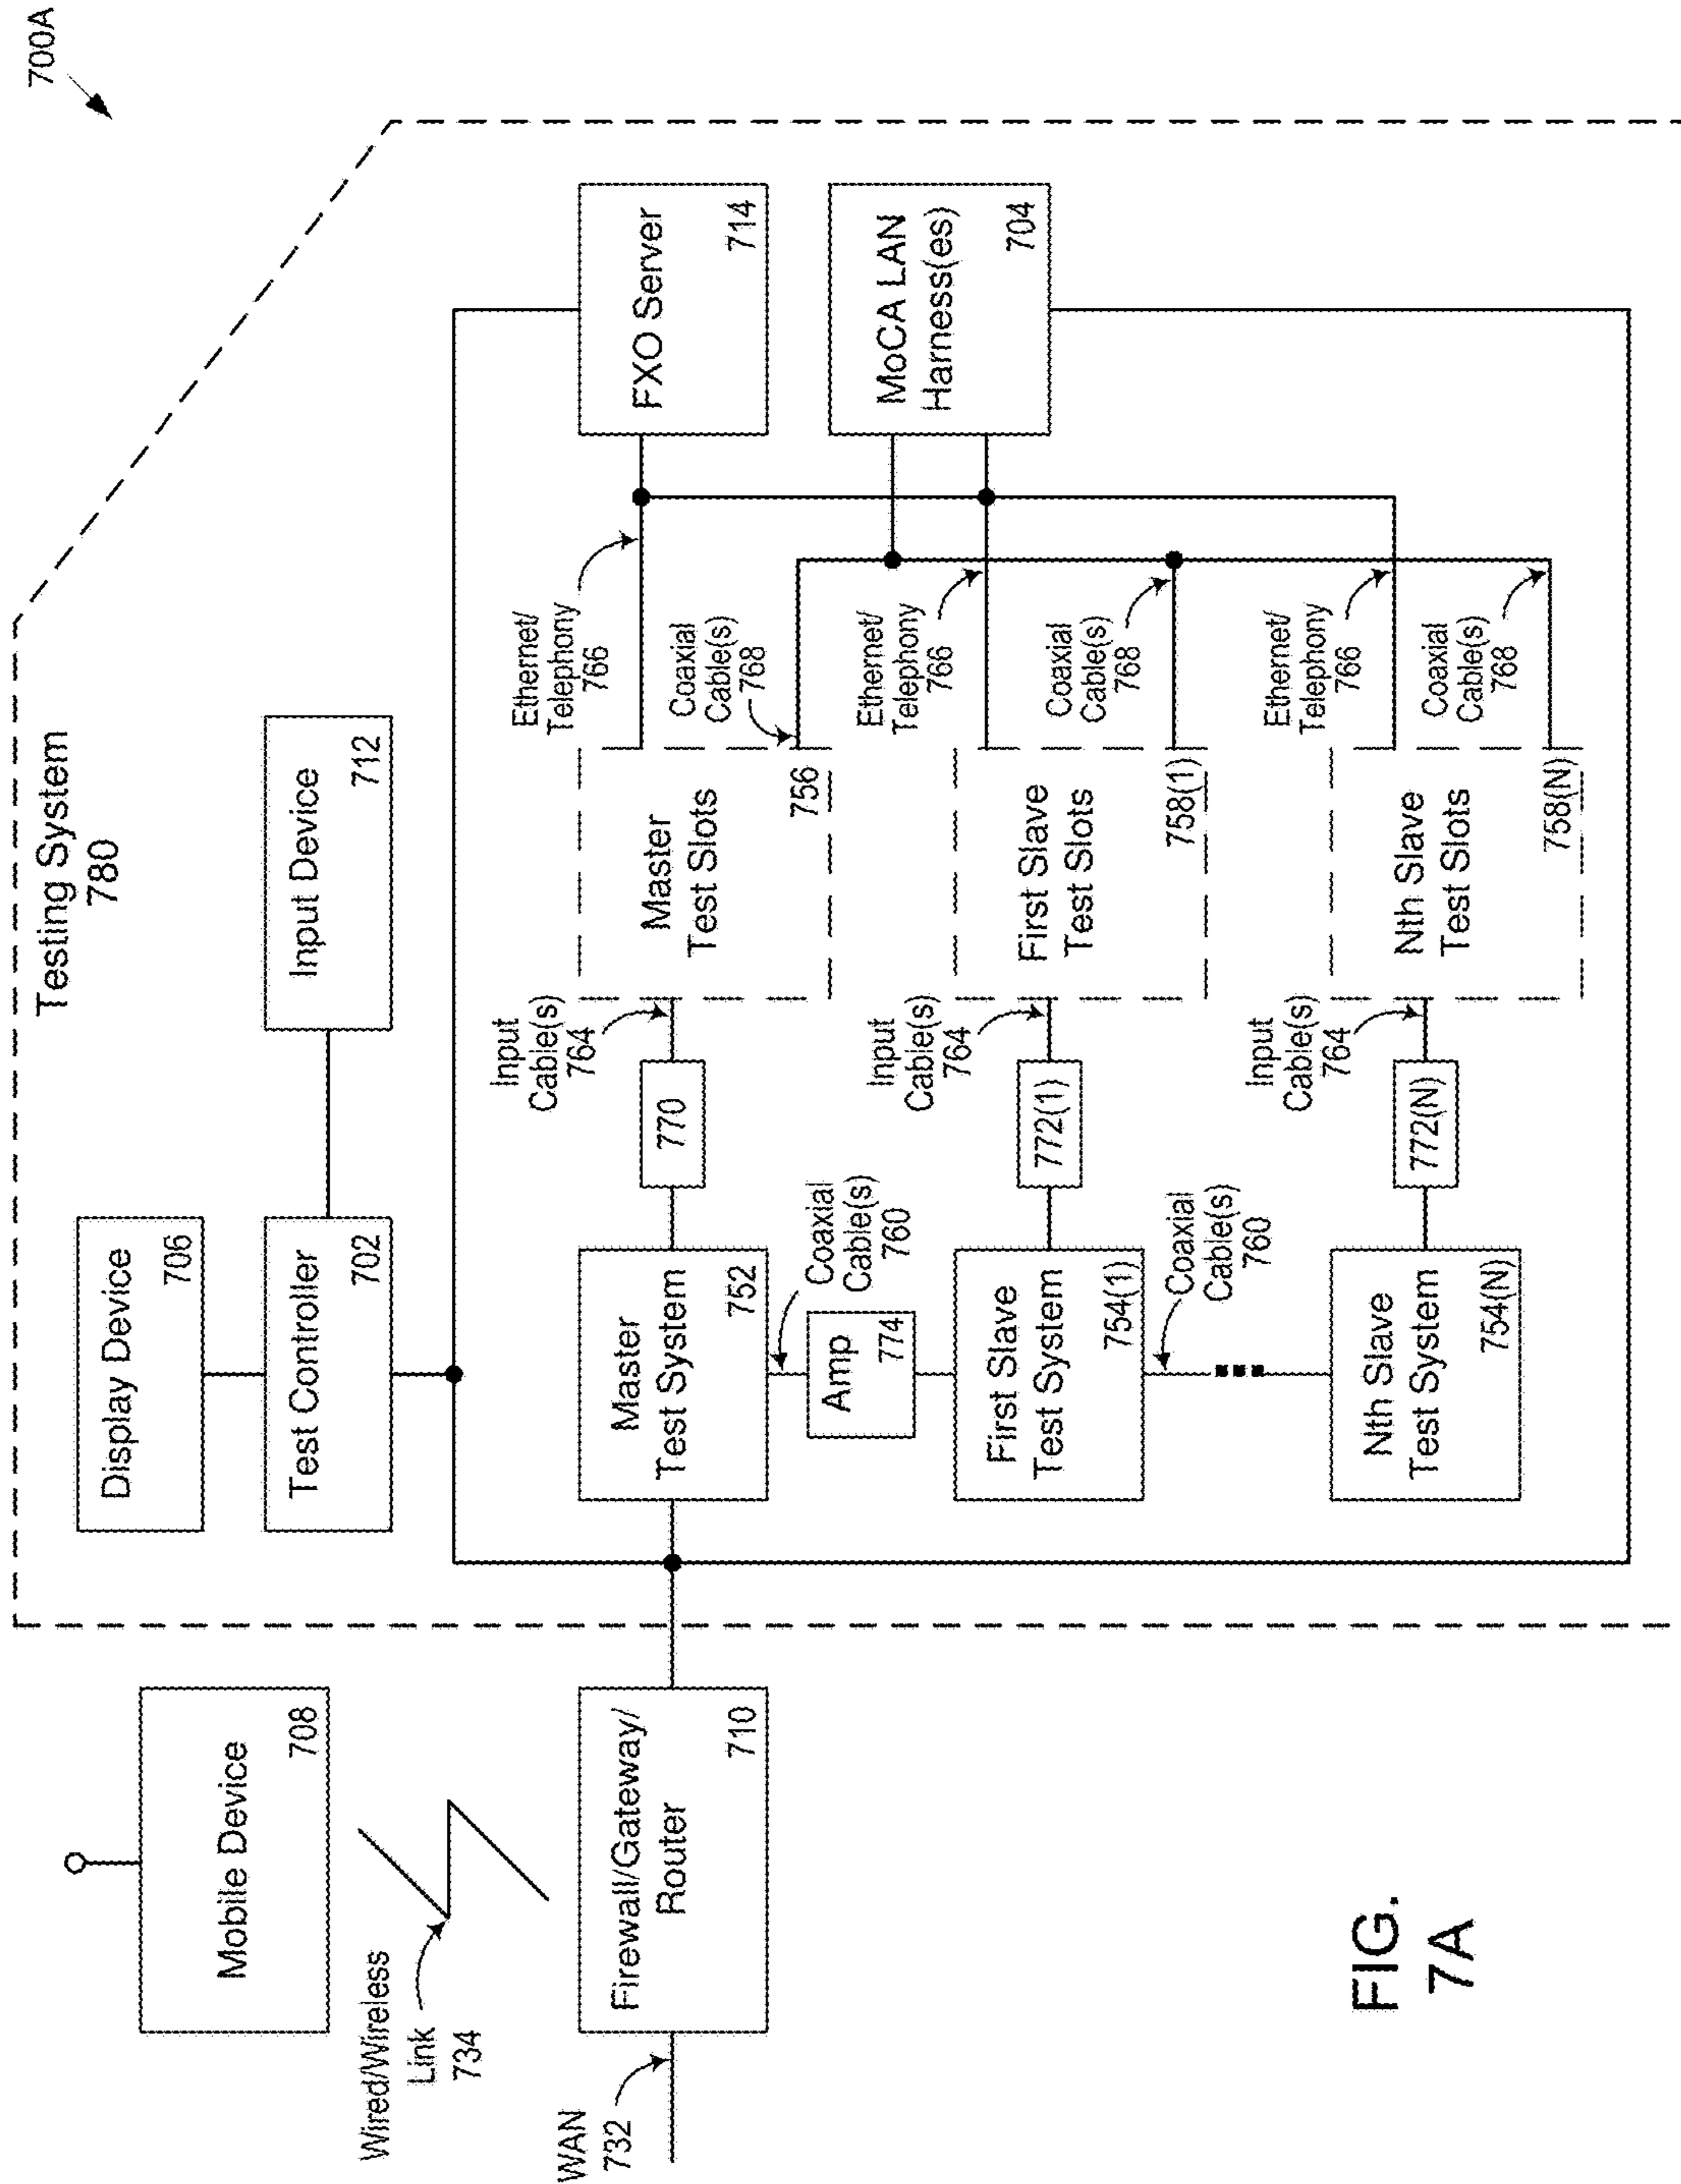 700A
Testing System
780
Display Device
706
Test Controller
702
Input Device
712
Mobile Device
708
Wired/Wireless
Link
734
WAN
732
Firewall/Gateway/
Router
710
Master
Test System
752
770
Input
Cable(s)
764
Master
Test Slots
756
Ethernet/
Telephony
766
Coaxial
Cable(s)
768
FXO Server
714
Coaxial
Cable(s)
760
Amp
774
First Slave
Test System
754(1)
772(1)
Input
Cable(s)
764
First Slave
Test Slots
758(1)
Ethernet/
Telephony
766
Coaxial
Cable(s)
768
MoCA LAN
Harness(es)
704
Coaxial
Cable(s)
760
Nth Slave
Test System
754(N)
772(N)
Input
Cable(s)
764
Nth Slave
Test Slots
758(N)
Ethernet/
Telephony
766
Coaxial
Cable(s)
768
FIG.
7A